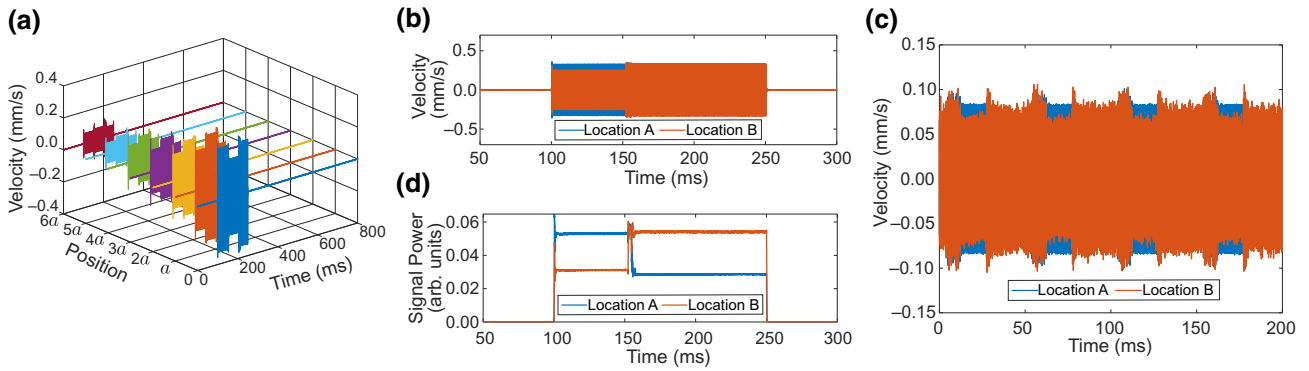 (a)
Velocity (mm/s)
0.4
0.2
0.0
−0.2
−0.4
6a
5a
4a
3a
2a
a
0
Position
0
200
400
600
800
Time (ms)
(b)
Velocity
(mm/s)
0.5
0.0
−0.5
Location A
Location B
50
100
150
200
250
300
Time (ms)
(d)
Signal Power
(arb. units)
0.06
0.04
0.02
0.00
Location A
Location B
50
100
150
200
250
300
Time (ms)
(c)
Velocity (mm/s)
0.15
0.10
0.05
0.00
−0.05
−0.10
−0.15
Location A
Location B
0
50
100
150
200
Time (ms)